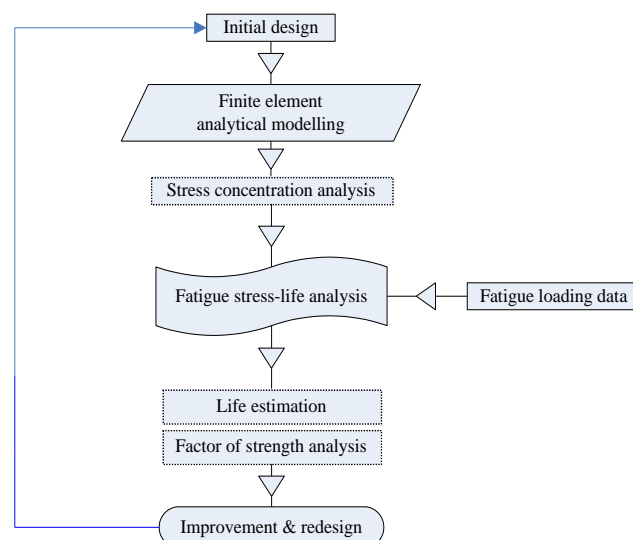 Initial design
Finite element
analytical modelling
Stress concentration analysis
Fatigue stress-life analysis
Fatigue loading data
Life estimation
Factor of strength analysis
Improvement & redesign